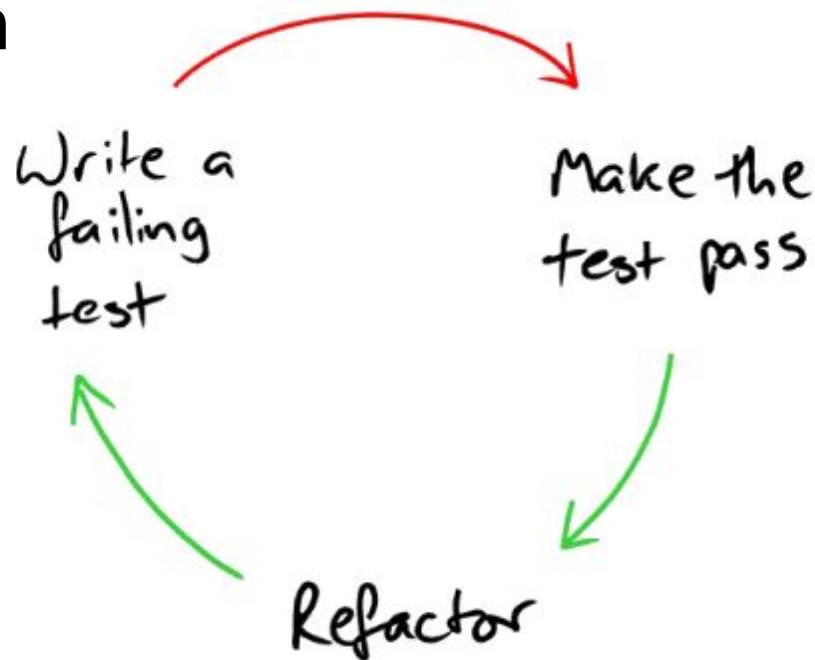 n
Write a
failing
test
Make the
test pass
Refactor